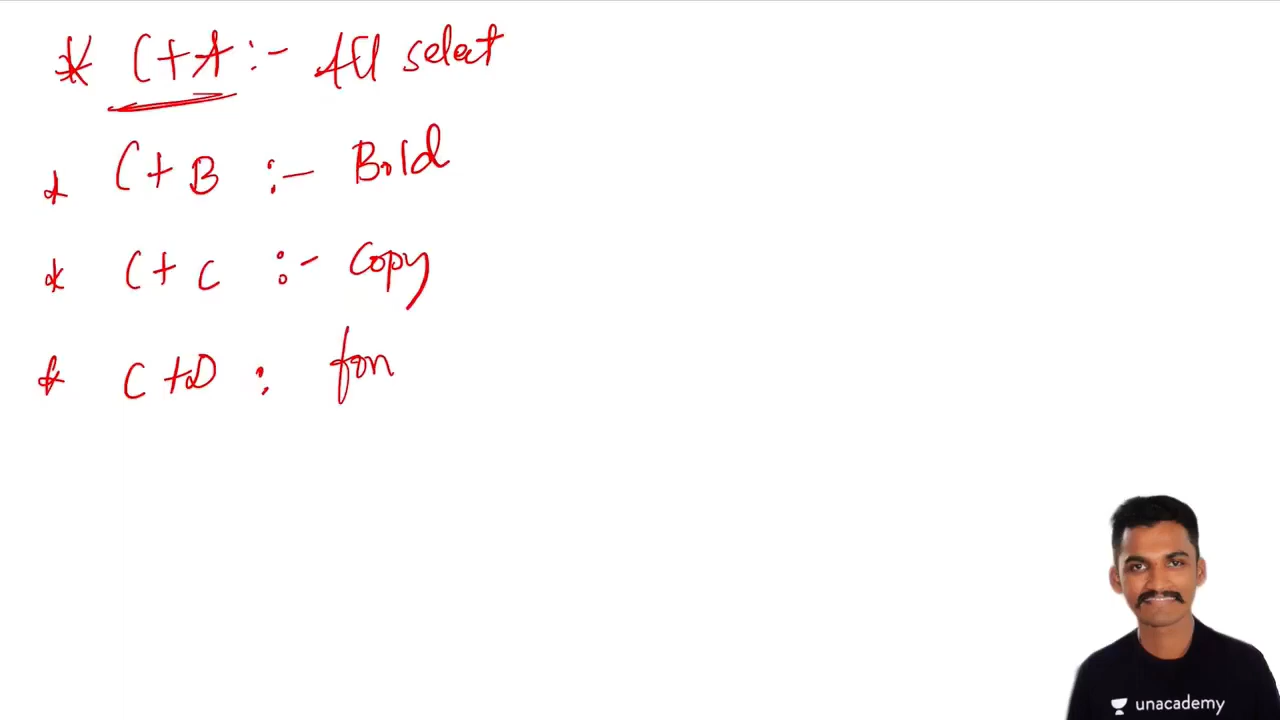 * C+A :- All select
* C+B :- Bold
* C+C :- Copy
* C+D : fon
unacademy